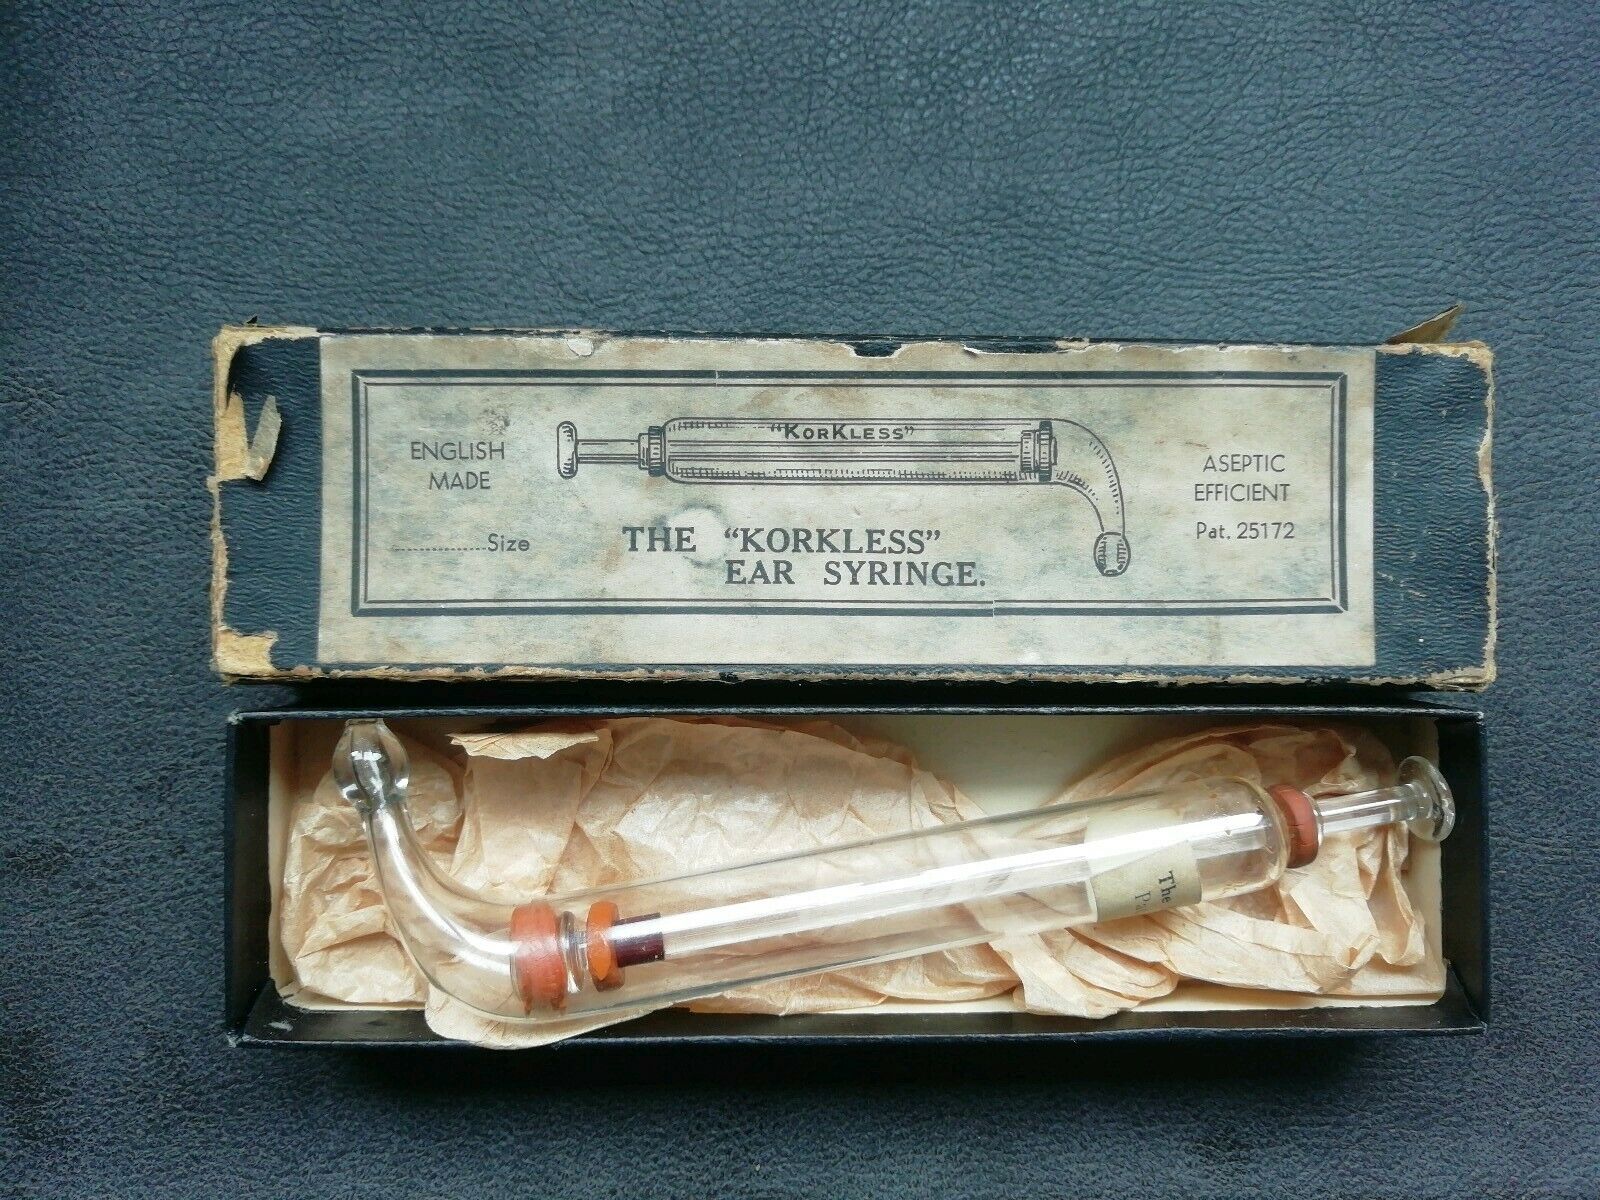 ENGLISH
MADE
..................Size
"KORKLESS"
THE "KORKLESS"
EAR SYRINGE.
ASEPTIC
EFFICIENT
Pat. 25172
The